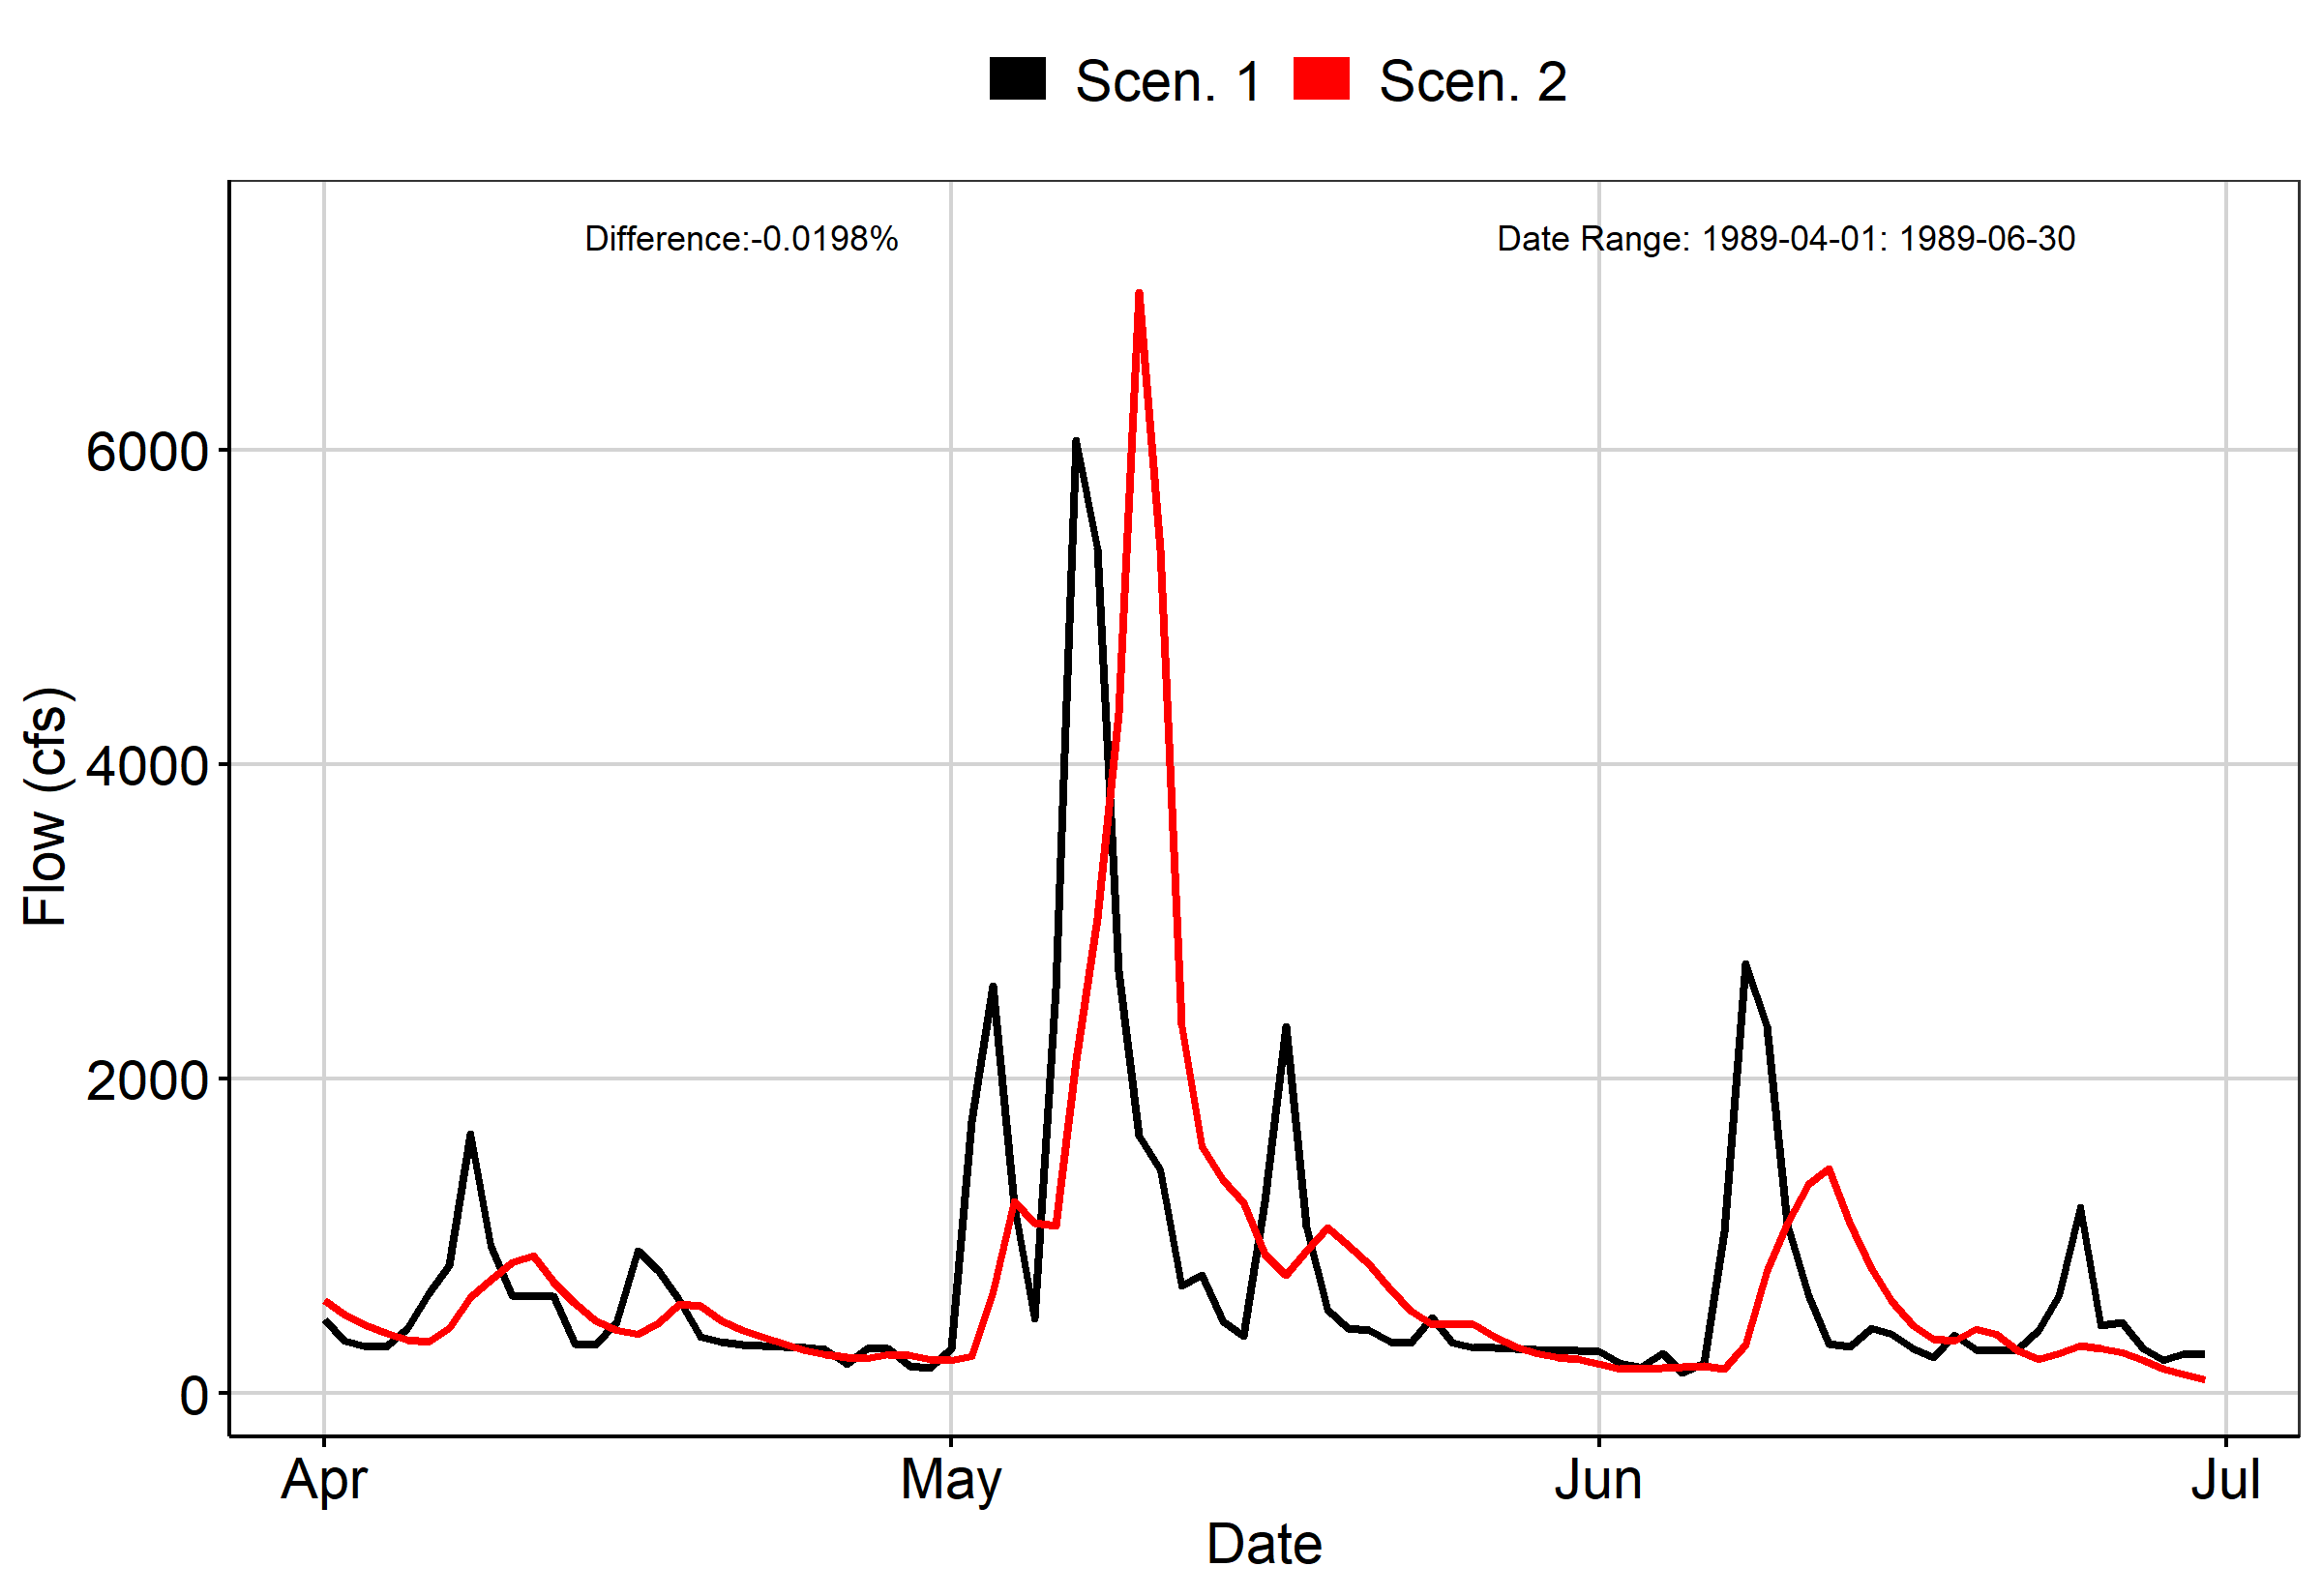 Scen. 1 Scen. 2
Difference:-0.0198% Date Range: 1989-04-01: 1989-06-30
6000
4000
2000
0
Flow (cfs)
Apr May Jun Jul
Date